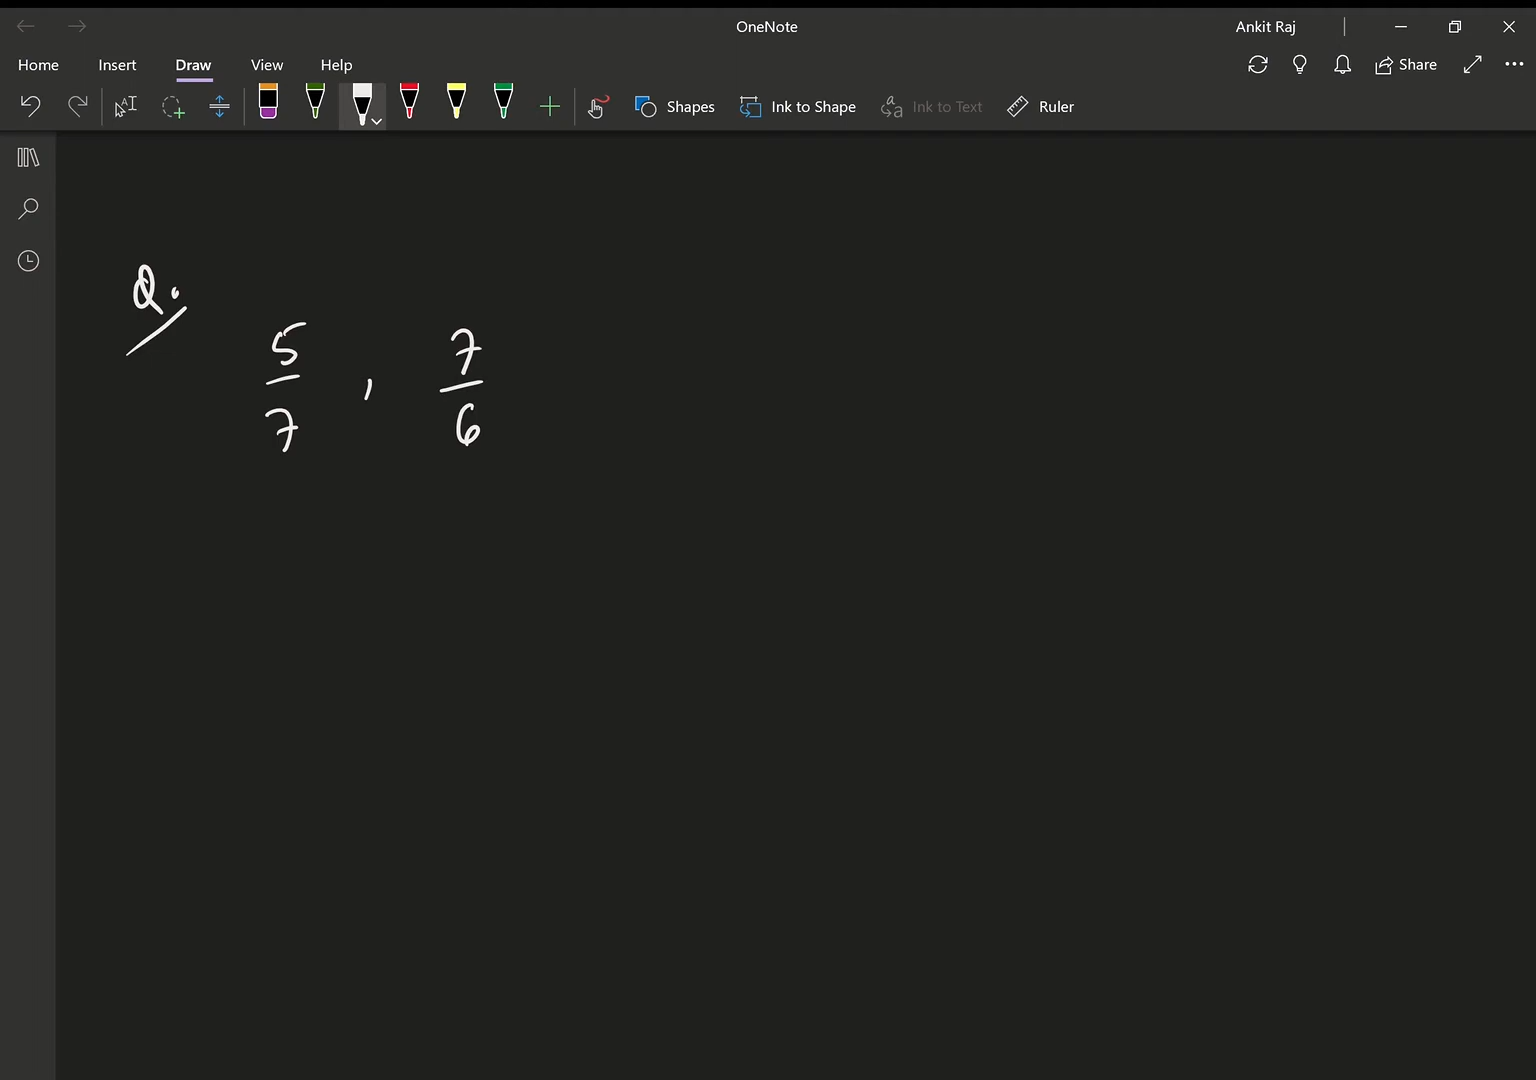 OneNote
Ankit Raj
Home Insert Draw View Help
Share
Shapes Ink to Shape Ink to Text Ruler
Q.
5/7 , 7/6